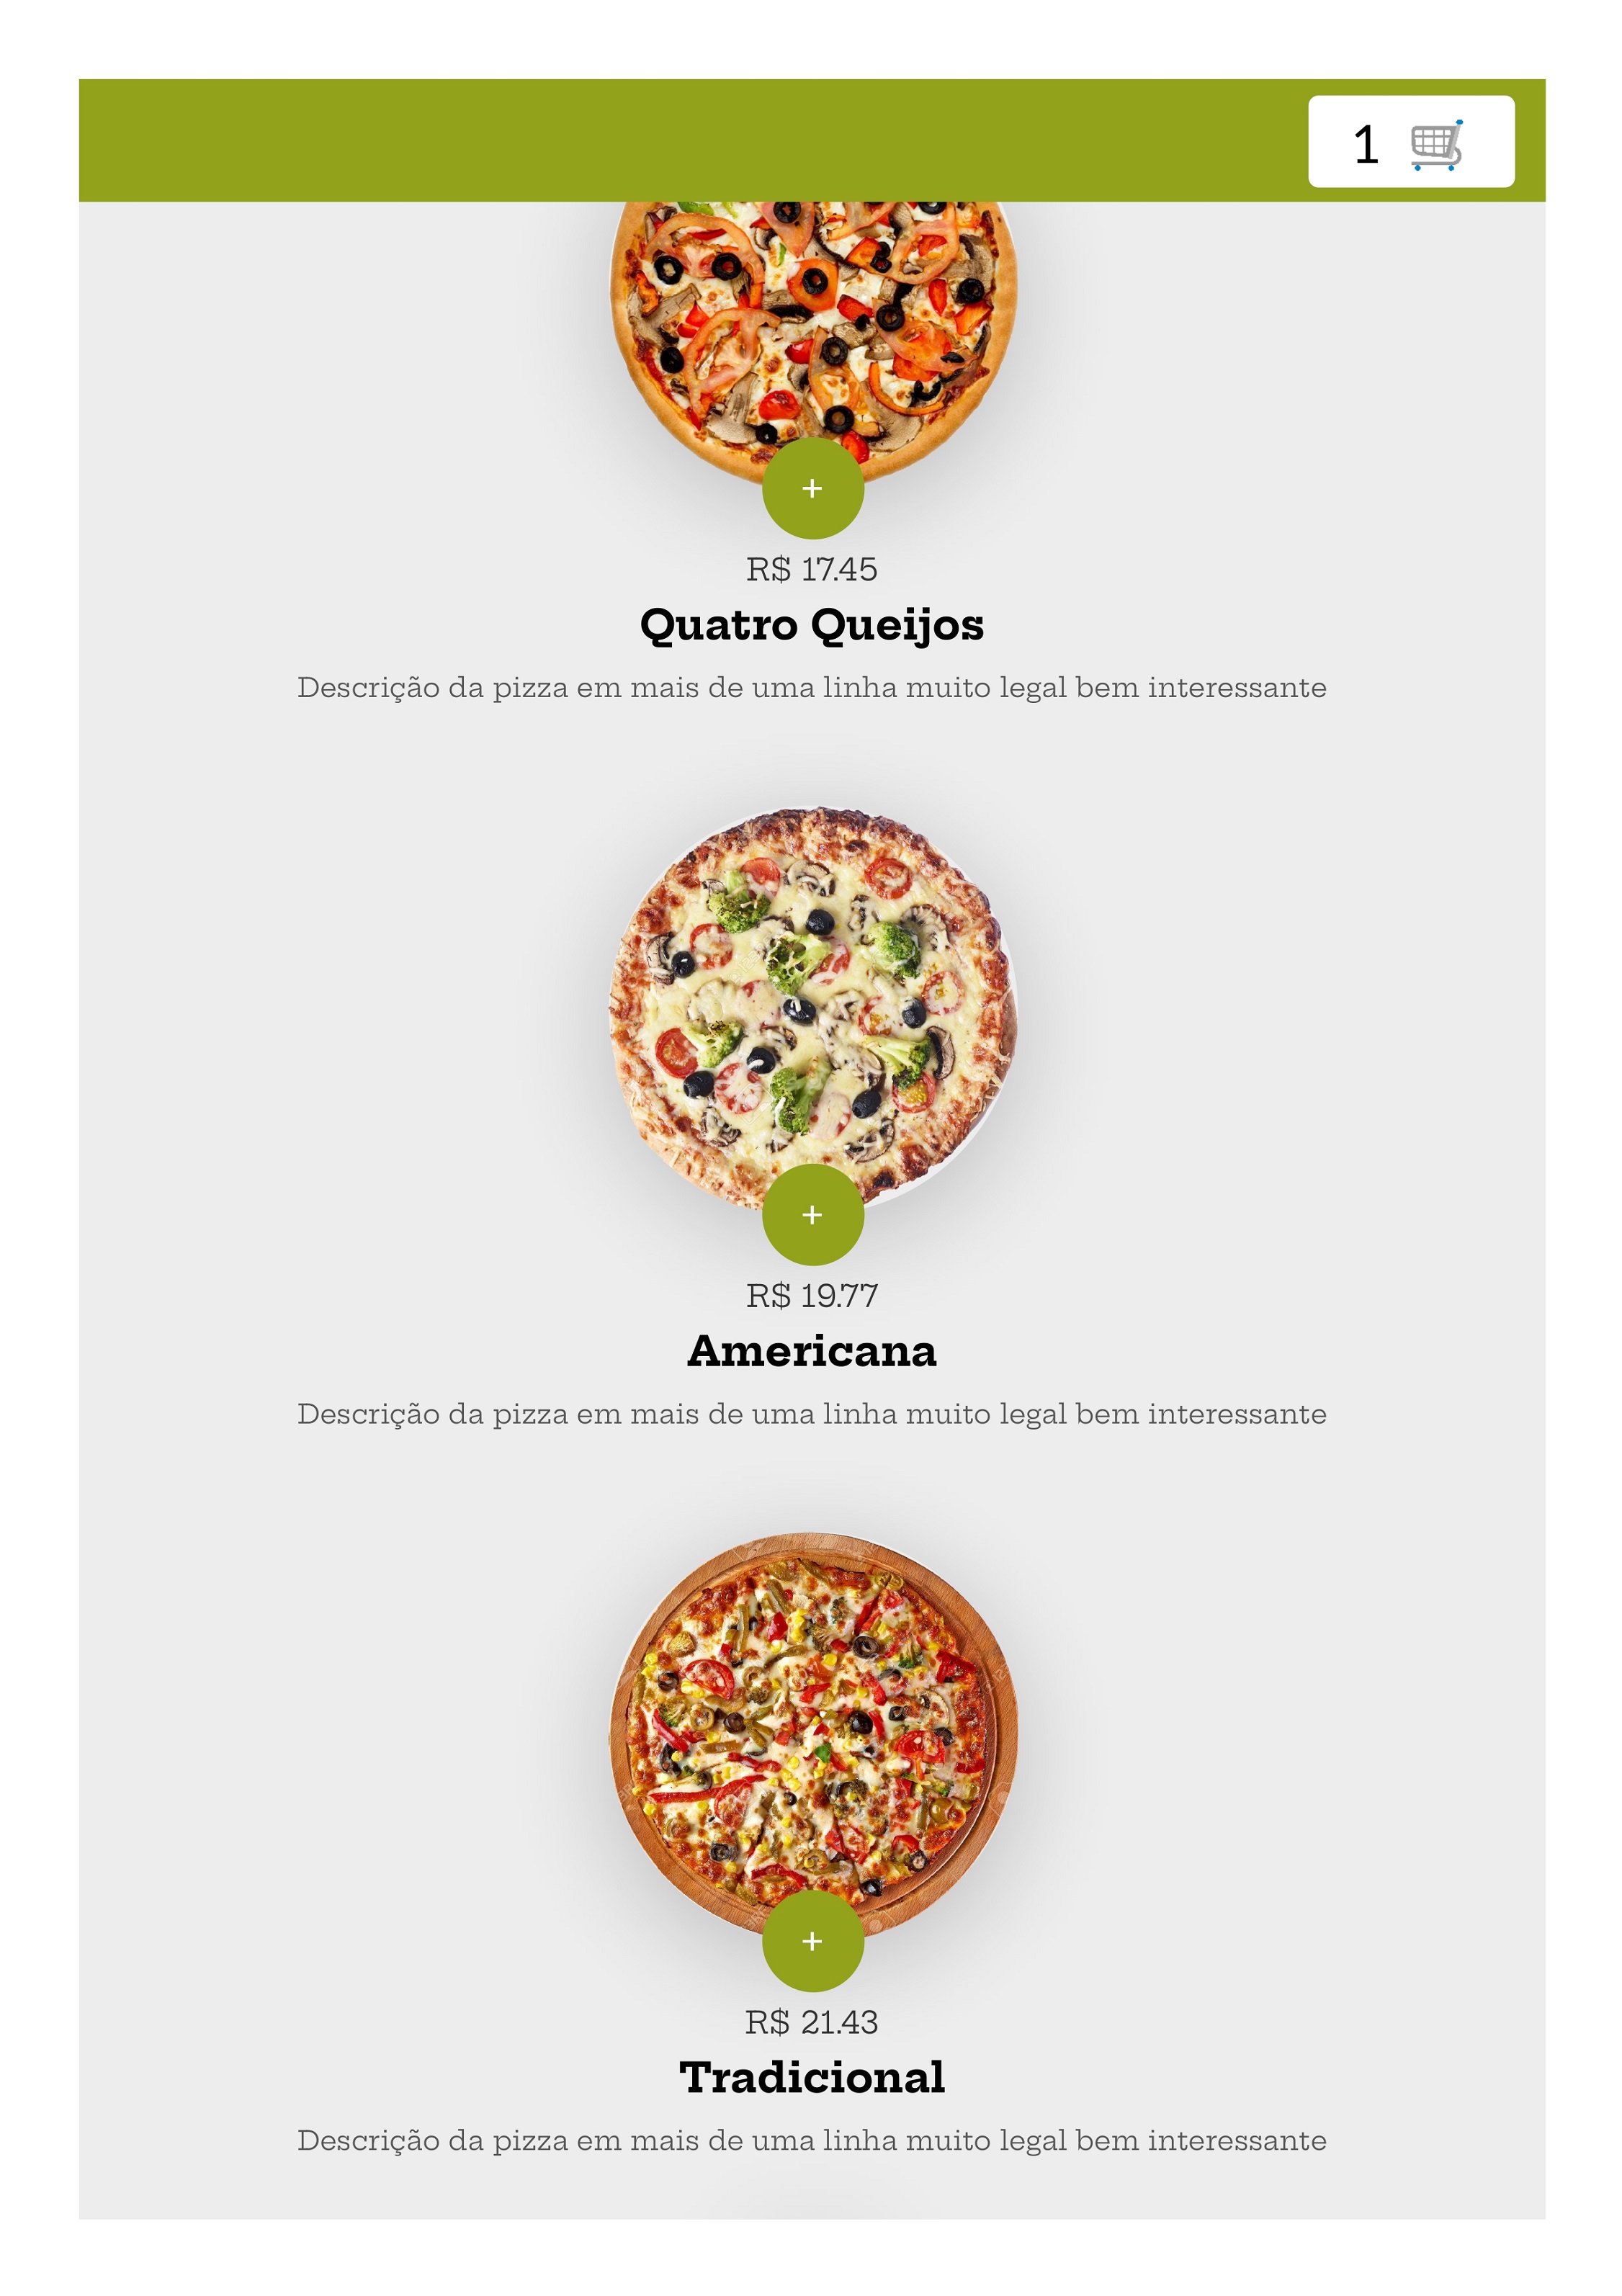 1
+
R$ 17.45
Quatro Queijos
Descrição da pizza em mais de uma linha muito legal bem interessante
+
R$ 19.77
Americana
Descrição da pizza em mais de uma linha muito legal bem interessante
+
R$ 21.43
Tradicional
Descrição da pizza em mais de uma linha muito legal bem interessante